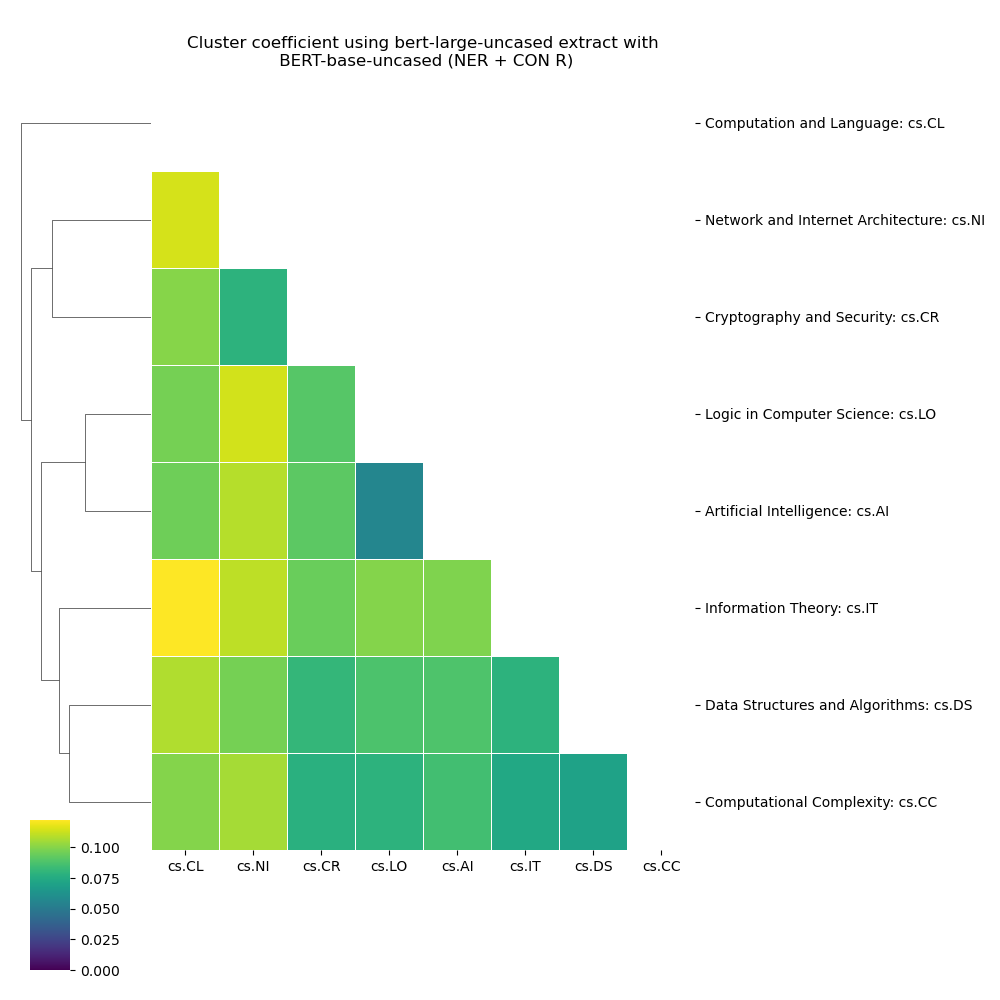 Cluster coefficient using bert-large-uncased extract with
BERT-base-uncased (NER + CON R)
Computation and Language: cs.CL
Network and Internet Architecture: cs.NI
Cryptography and Security: cs.CR
Logic in Computer Science: cs.LO
Artificial Intelligence: cs.AI
Information Theory: cs.IT
Data Structures and Algorithms: cs.DS
Computational Complexity: cs.CC
cs.CL cs.NI cs.CR cs.LO cs.AI cs.IT cs.DS cs.CC
0.100
0.075
0.050
0.025
0.000